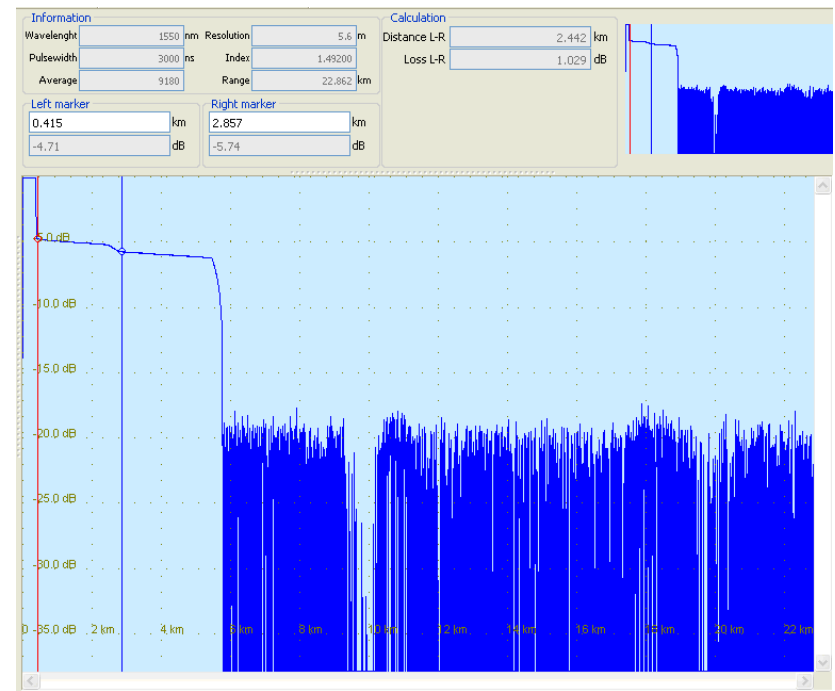 Information
Wavelenght 1550 nm Resolution 5.6 m
Pulsewidth 3000 ns Index 1.49200
Average 9180 Range 22.862 km
Calculation
Distance L-R 2.442 km
Loss L-R 1.029 dB
Left marker
0.415 km
-4.71 dB
Right marker
2.857 km
-5.74 dB
-5.0 dB
-10.0 dB
-15.0 dB
-20.0 dB
-25.0 dB
-30.0 dB
0 -35.0 dB 2 km 4 km 6 km 8 km 10 km 12 km 14 km 16 km 18 km 20 km 22 km